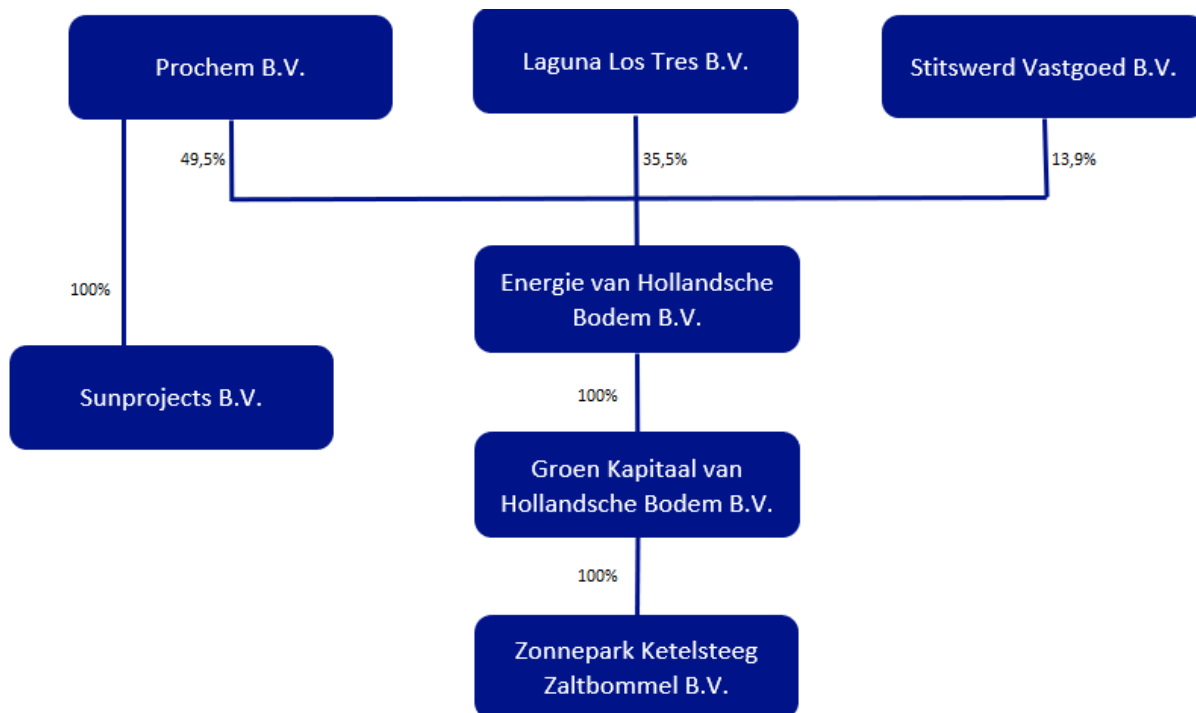 Prochem B.V.
Laguna Los Tres B.V.
Stitswerd Vastgoed B.V.
49,5%
35,5%
13,9%
Energie van Hollandsche
Bodem B.V.
100%
Sunprojects B.V.
100%
Groen Kapitaal van
Hollandsche Bodem B.V.
100%
Zonnepark Ketelsteeg
Zaltbommel B.V.